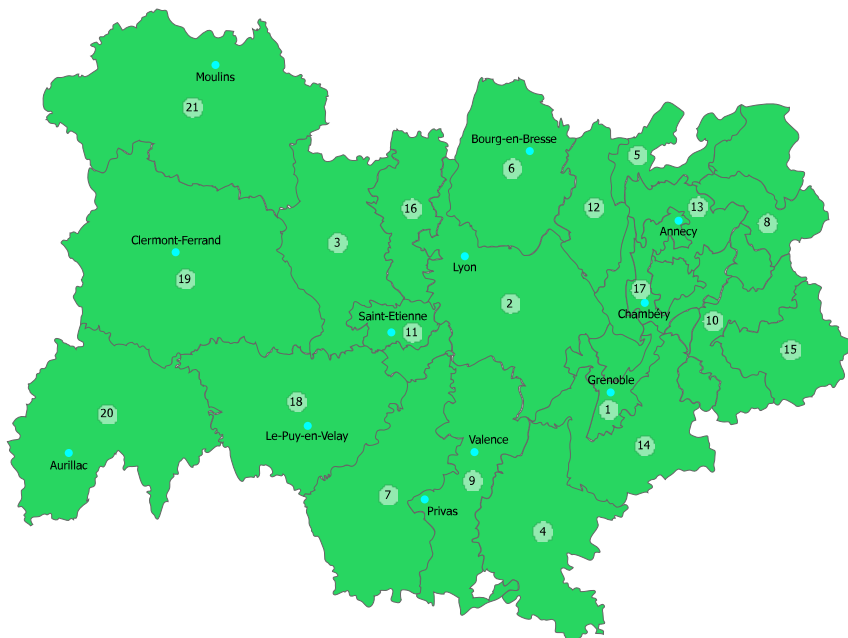 Moulins
21
5
Bourg-en-Bresse
6
16
12
13
8
Annecy
3
Clermont-Ferrand
19
Lyon
2
17
Chambéry
10
Saint-Etienne
11
15
Grenoble
1
18
20
Le-Puy-en-Velay
14
Aurillac
Valence
9
7
Privas
4